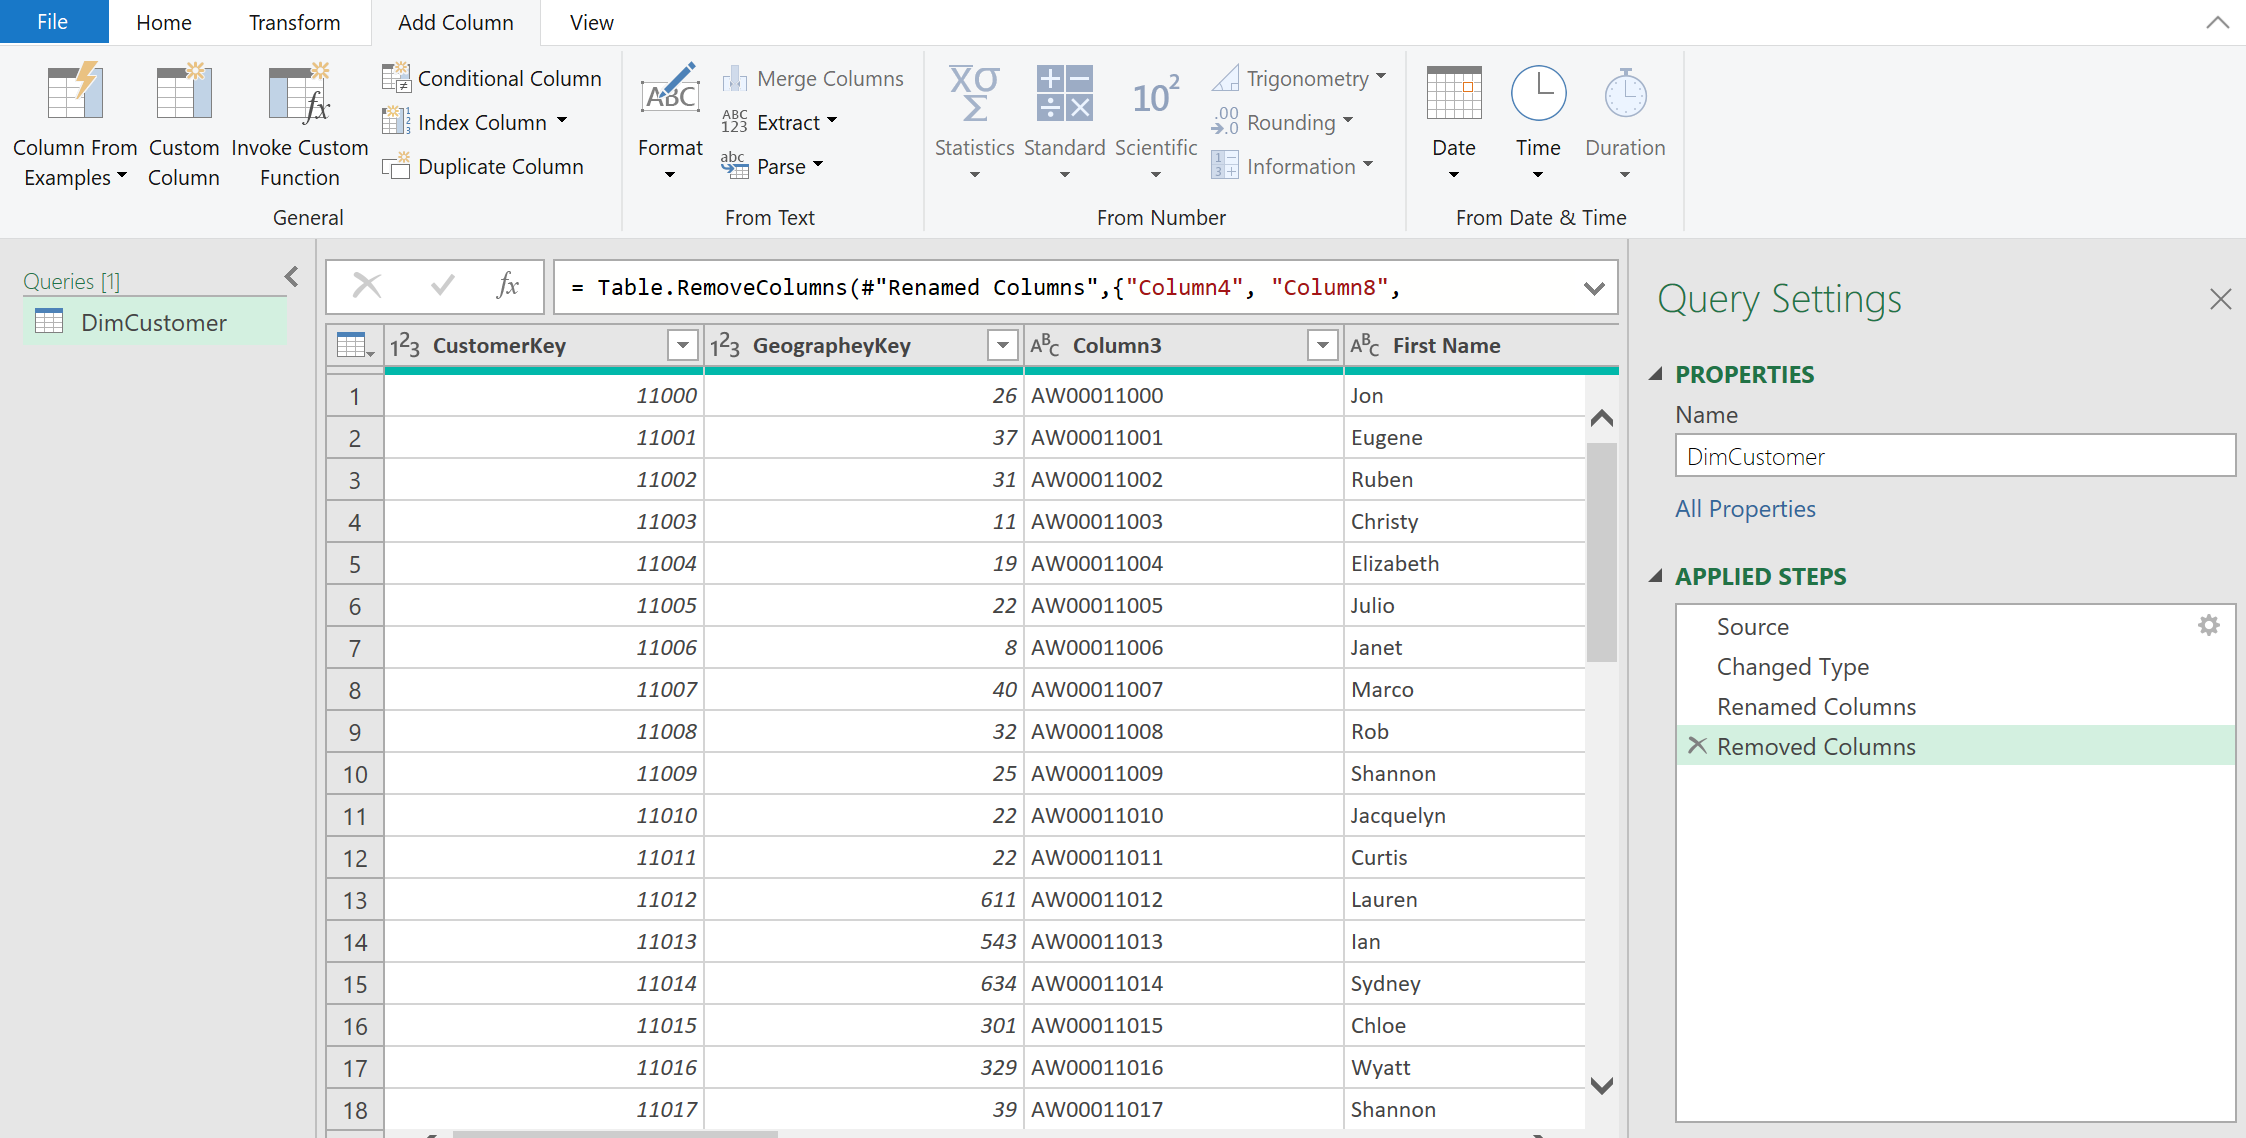 File Home Transform Add Column View
Column From Examples
Custom Column
Invoke Custom Function
Conditional Column
Index Column
Duplicate Column
General
Format
Merge Columns
Extract
Parse
From Text
Statistics
Standard
Scientific
Trigonometry
Rounding
Information
From Number
Date
Time
Duration
From Date & Time
Queries [1]
DimCustomer
fx = Table.RemoveColumns(#"Renamed Columns",{"Column4", "Column8",
CustomerKey GeographeyKey Column3 First Name
1 11000 26 AW00011000 Jon
2 11001 37 AW00011001 Eugene
3 11002 31 AW00011002 Ruben
4 11003 11 AW00011003 Christy
5 11004 19 AW00011004 Elizabeth
6 11005 22 AW00011005 Julio
7 11006 8 AW00011006 Janet
8 11007 40 AW00011007 Marco
9 11008 32 AW00011008 Rob
10 11009 25 AW00011009 Shannon
11 11010 22 AW00011010 Jacquelyn
12 11011 22 AW00011011 Curtis
13 11012 611 AW00011012 Lauren
14 11013 543 AW00011013 Ian
15 11014 634 AW00011014 Sydney
16 11015 301 AW00011015 Chloe
17 11016 329 AW00011016 Wyatt
18 11017 39 AW00011017 Shannon
Query Settings
PROPERTIES
Name
DimCustomer
All Properties
APPLIED STEPS
Source
Changed Type
Renamed Columns
Removed Columns